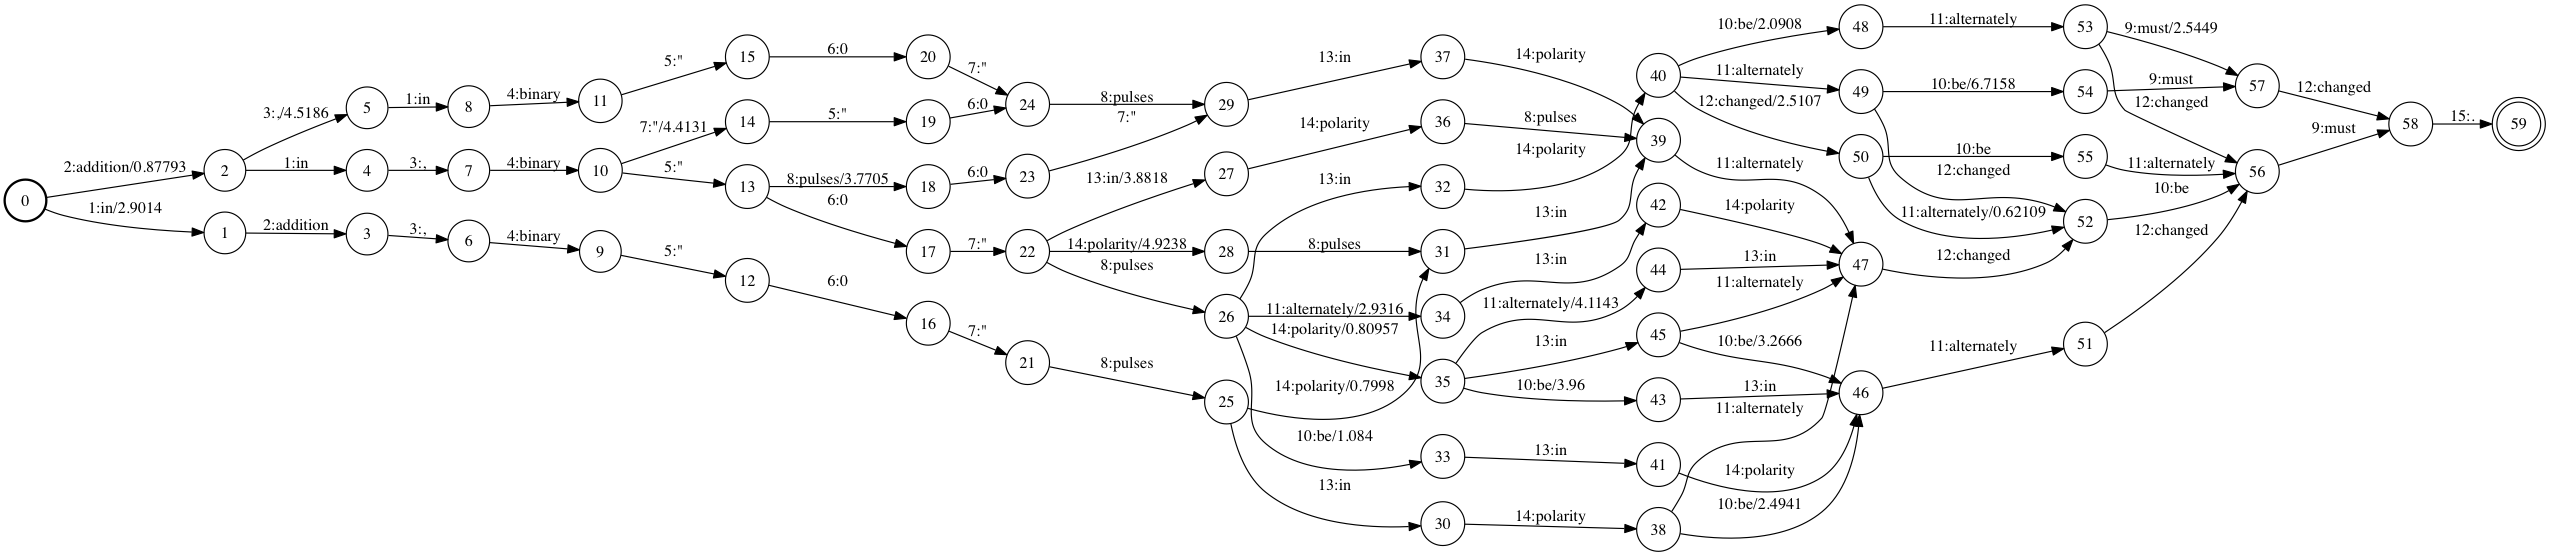 0
2:addition/0.87793
1:in/2.9014
2
1
3:,/4.5186
1:in
2:addition
5
4
3
1:in
3:,
3:,
8
7
6
4:binary
4:binary
4:binary
11
10
9
5:"
7:"/4.4131
5:"
5:"
15
14
13
12
6:0
5:"
8:pulses/3.7705
6:0
6:0
20
19
18
17
16
7:"
6:0
6:0
7:"
7:"
24
23
22
21
8:pulses
7:"
13:in/3.8818
14:polarity/4.9238
8:pulses
8:pulses
29
27
28
26
25
13:in
14:polarity
13:in
8:pulses
11:alternately/2.9316
14:polarity/0.80957
14:polarity/0.7998
10:be/1.084
13:in
37
36
32
31
34
35
33
30
14:polarity
8:pulses
14:polarity
13:in
13:in
11:alternately/4.1143
13:in
10:be/3.96
13:in
14:polarity
40
39
42
44
45
43
41
38
10:be/2.0908
11:alternately
12:changed/2.5107
11:alternately
14:polarity
13:in
11:alternately
10:be/3.2666
13:in
11:alternately
14:polarity
10:be/2.4941
48
49
50
47
46
11:alternately
10:be/6.7158
10:be
12:changed
11:alternately/0.62109
12:changed
11:alternately
53
54
55
52
51
9:must/2.5449
9:must
12:changed
11:alternately
10:be
12:changed
57
56
12:changed
9:must
58
15:.
59